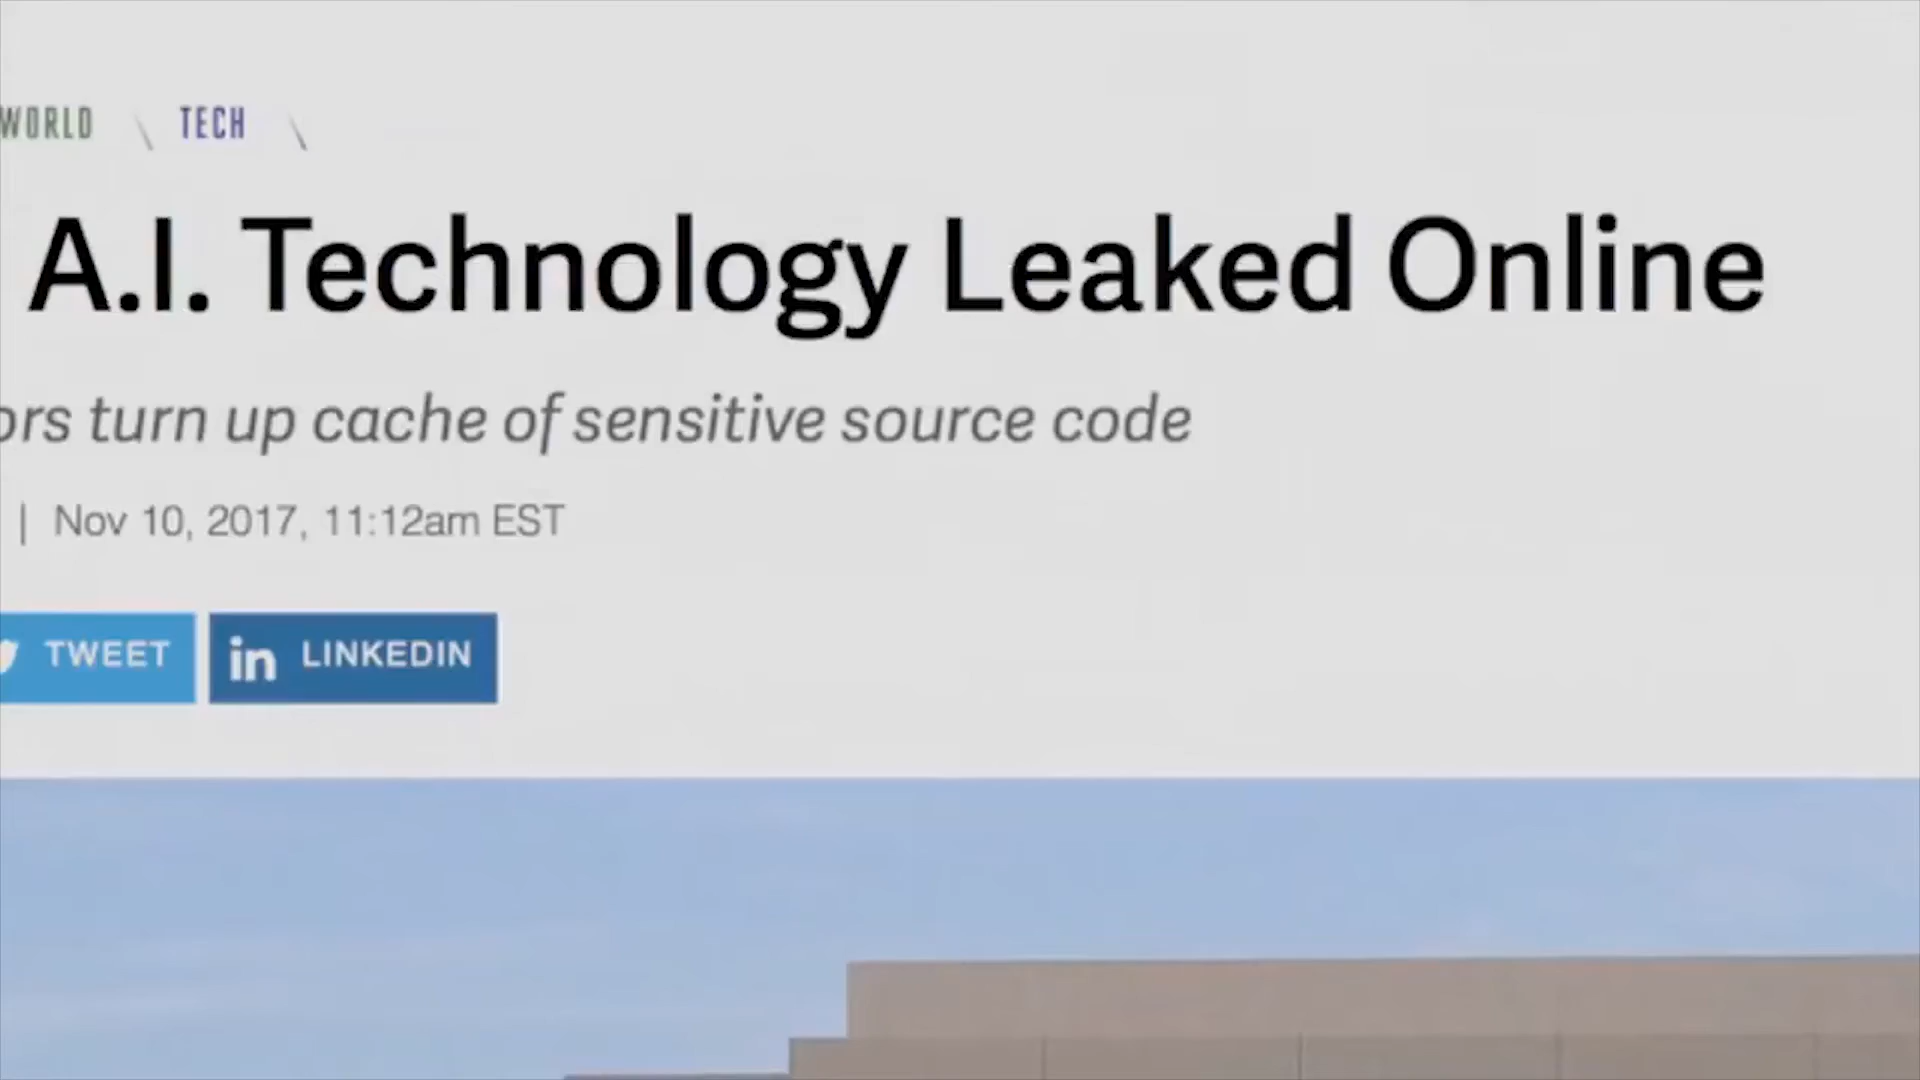 WORLD \ TECH \
A.I. Technology Leaked Online
ors turn up cache of sensitive source code
| Nov 10, 2017, 11:12am EST
TWEET in LINKEDIN